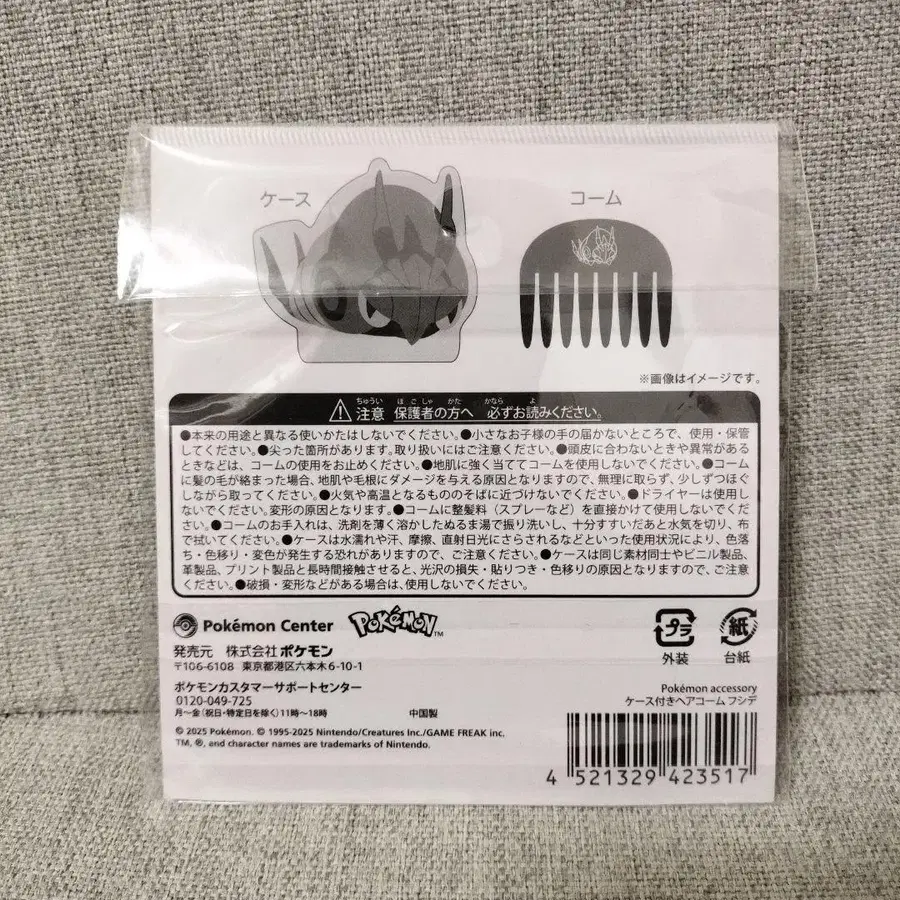 ケース
コーム
※画像はイメージです。
ちゅうい ほごしゃ かた かなら よ
注意 保護者の方へ 必ずお読みください。
●本来の用途と異なる使いかたはしないでください。●小さなお子様の手の届かないところで、使用・保管
してください。●尖った箇所があります。取り扱いにはご注意ください。●頭皮に合わないときや異常がある
ときなどは、コームの使用をお止めください。●地肌に強く当ててコームを使用しないでください。●コーム
に髪の毛が絡まった場合、地肌や毛根にダメージを与える原因となりますので、無理に取らず、少しずつほぐ
しながら取ってください。●火気や高温となるもののそばに近づけないでください。●ドライヤーは使用し
ないでください。変形の原因となります。●コームに整髪料（スプレーなど）を直接かけて使用しないでくだ
さい。●コームのお手入れは、洗剤を薄く溶かしたぬるま湯で振り洗いし、十分すすいだあと水気を切り、布
で拭いてください。●ケースは水濡れや汗、摩擦、直射日光にさらされるなどといった使用状況により、色落
ち・色移り・変色が発生する恐れがありますので、ご注意ください。●ケースは同じ素材同士やビニル製品、
革製品、プリント製品と長時間接触させると、光沢の損失・貼りつき・色移りの原因となりますので、ご注意
ください。●破損・変形などがある場合は、使用しないでください。
Pokémon Center POKéMON TM
プラ
外装
紙
台紙
発売元 株式会社ポケモン
〒106-6108 東京都港区六本木6-10-1
ポケモンカスタマーサポートセンター
0120-049-725
月～金（祝日・特定日を除く）11時～18時 中国製
© 2025 Pokémon. © 1995-2025 Nintendo/Creatures Inc./GAME FREAK inc.
TM, ®, and character names are trademarks of Nintendo.
Pokémon accessory
ケース付きヘアコーム フシデ
4 521329 423517